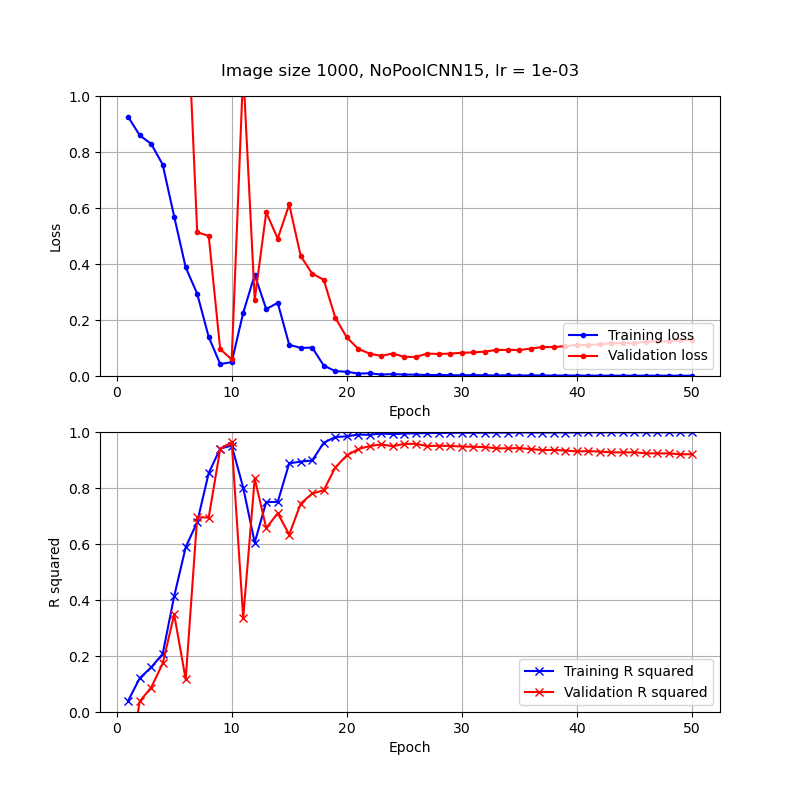 Image size 1000, NoPoolCNN15, lr = 1e-03
1.0
0.8
0.6
0.4
0.2
0.0
Loss
0 10 20 30 40 50
Epoch
Training loss
Validation loss
1.0
0.8
0.6
0.4
0.2
0.0
R squared
0 10 20 30 40 50
Epoch
Training R squared
Validation R squared